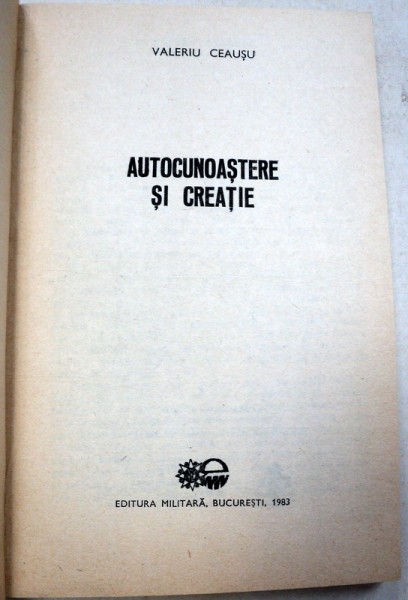 VALERIU CEAUȘU
AUTOCUNOAȘTERE
ȘI CREAȚIE
EDITURA MILITARĂ, BUCUREȘTI, 1983